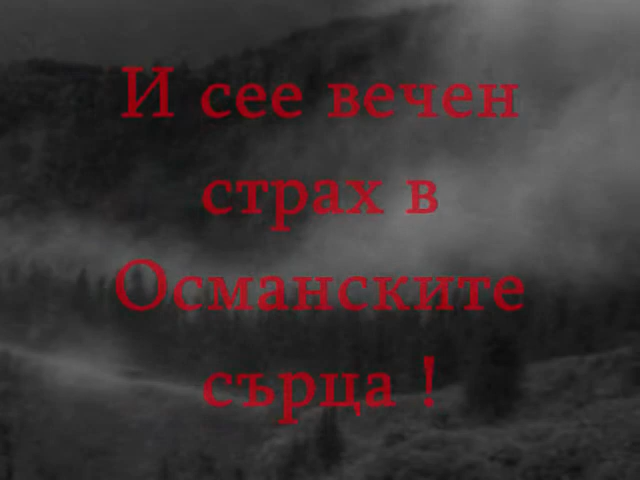 И сее вечен
страх в
Османските
сърца !